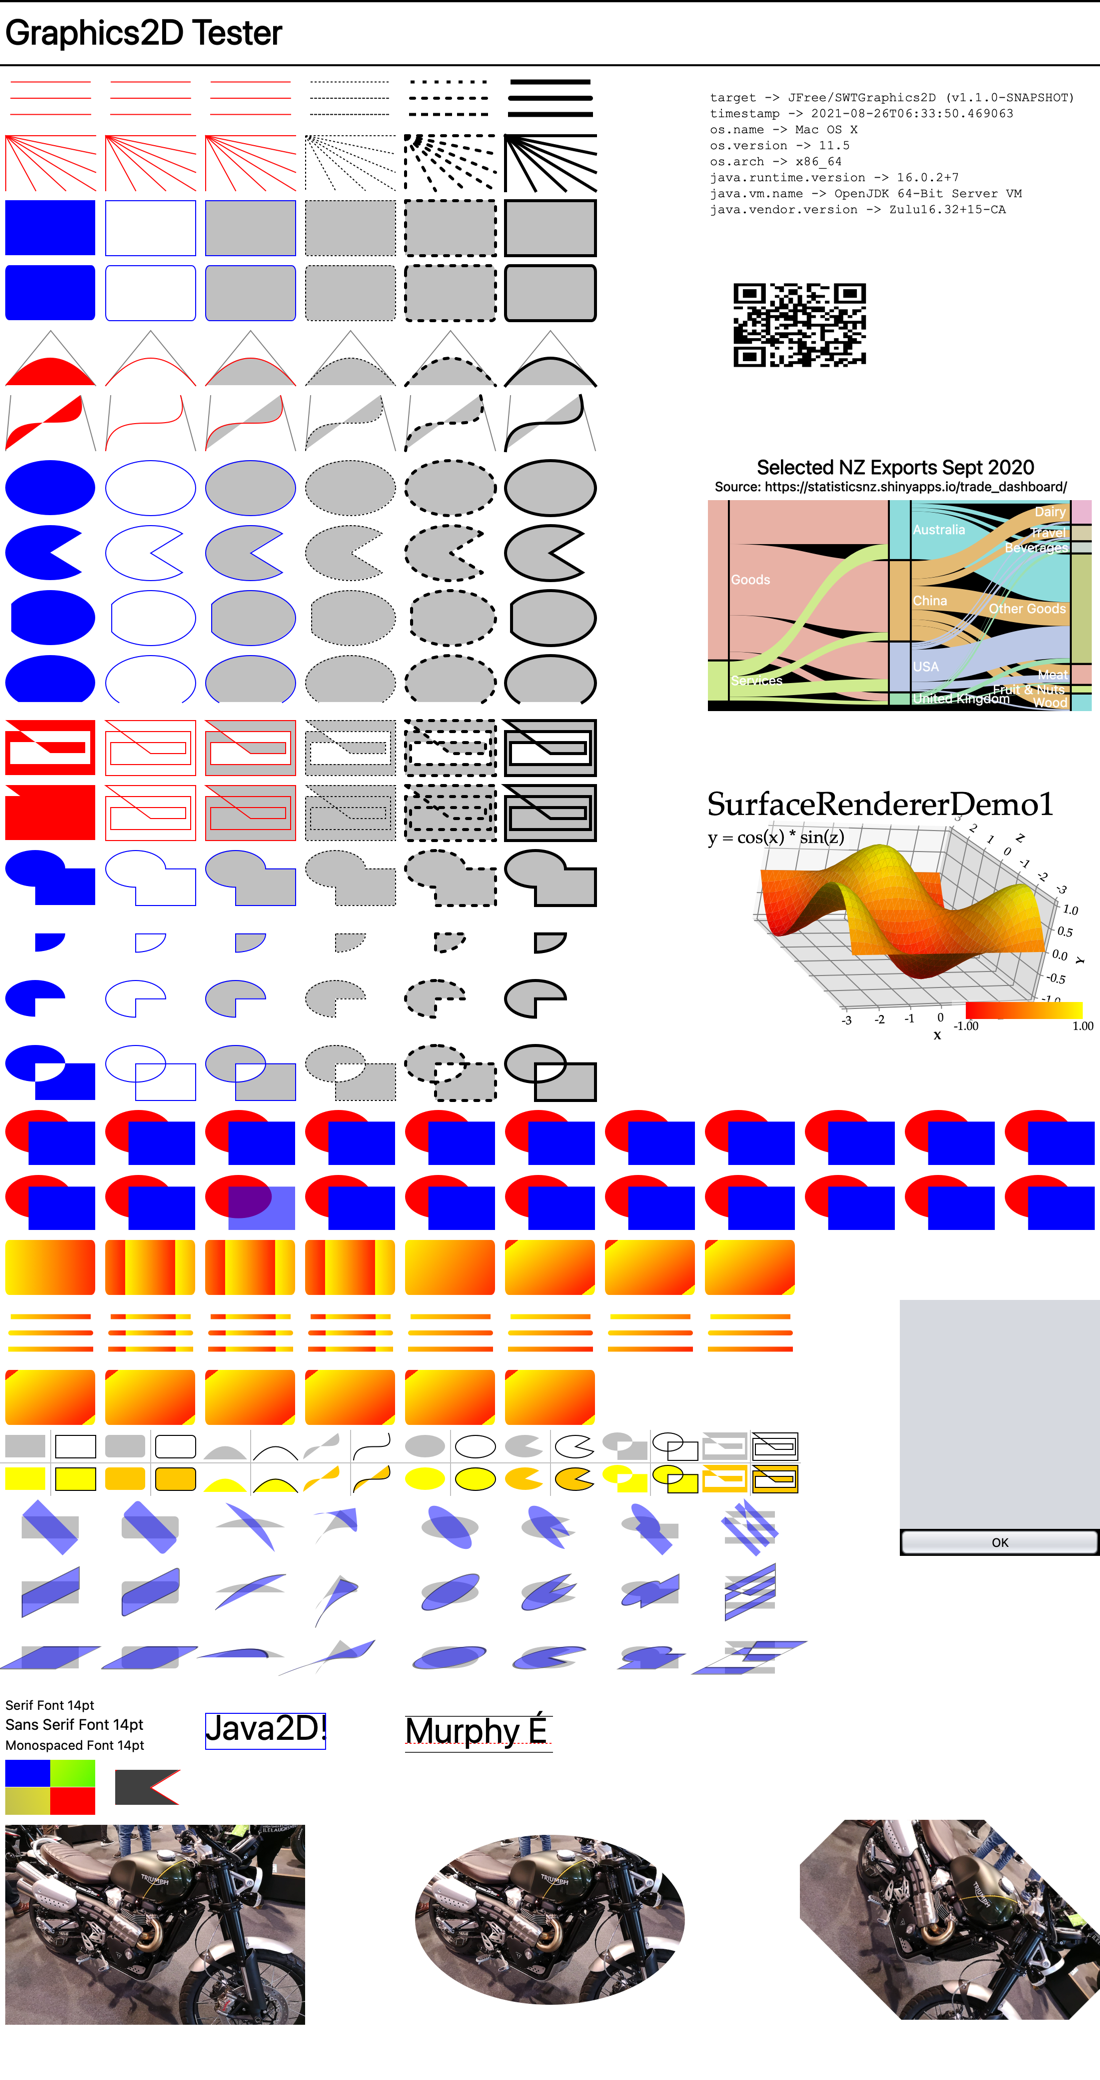 Graphics2D Tester
target -> JFree/SWTGraphics2D (v1.1.0-SNAPSHOT)
timestamp -> 2021-08-26T06:33:50.469063
os.name -> Mac OS X
os.version -> 11.5
os.arch -> x86_64
java.runtime.version -> 16.0.2+7
java.vm.name -> OpenJDK 64-Bit Server VM
java.vendor.version -> Zulu16.32+15-CA
Selected NZ Exports Sept 2020
Source: https://statisticsnz.shinyapps.io/trade_dashboard/
Goods
Services
Australia
China
USA
United Kingdom
Dairy
Travel
Beverages
Other Goods
Meat
Fruit & Nuts
Wood
SurfaceRendererDemo1
y = cos(x) * sin(z)
3 2 1 0 -1 -2 -3
Z
1.0
0.5
0.0
-0.5
-1.0
Y
-3 -2 -1 0
X
-1.00 1.00
OK
Serif Font 14pt
Sans Serif Font 14pt
Monospaced Font 14pt
Java2D!
Murphy É
TRIUMPH
TRIUMPH
TRIUMPH